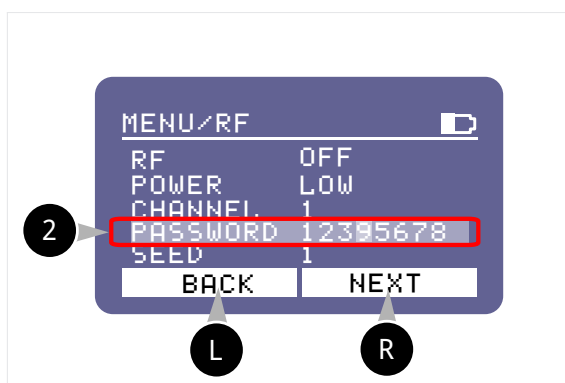 MENU/RF
RF OFF
POWER LOW
CHANNEL 1
2 PASSWORD 12395678
SEED 1
BACK NEXT
L R